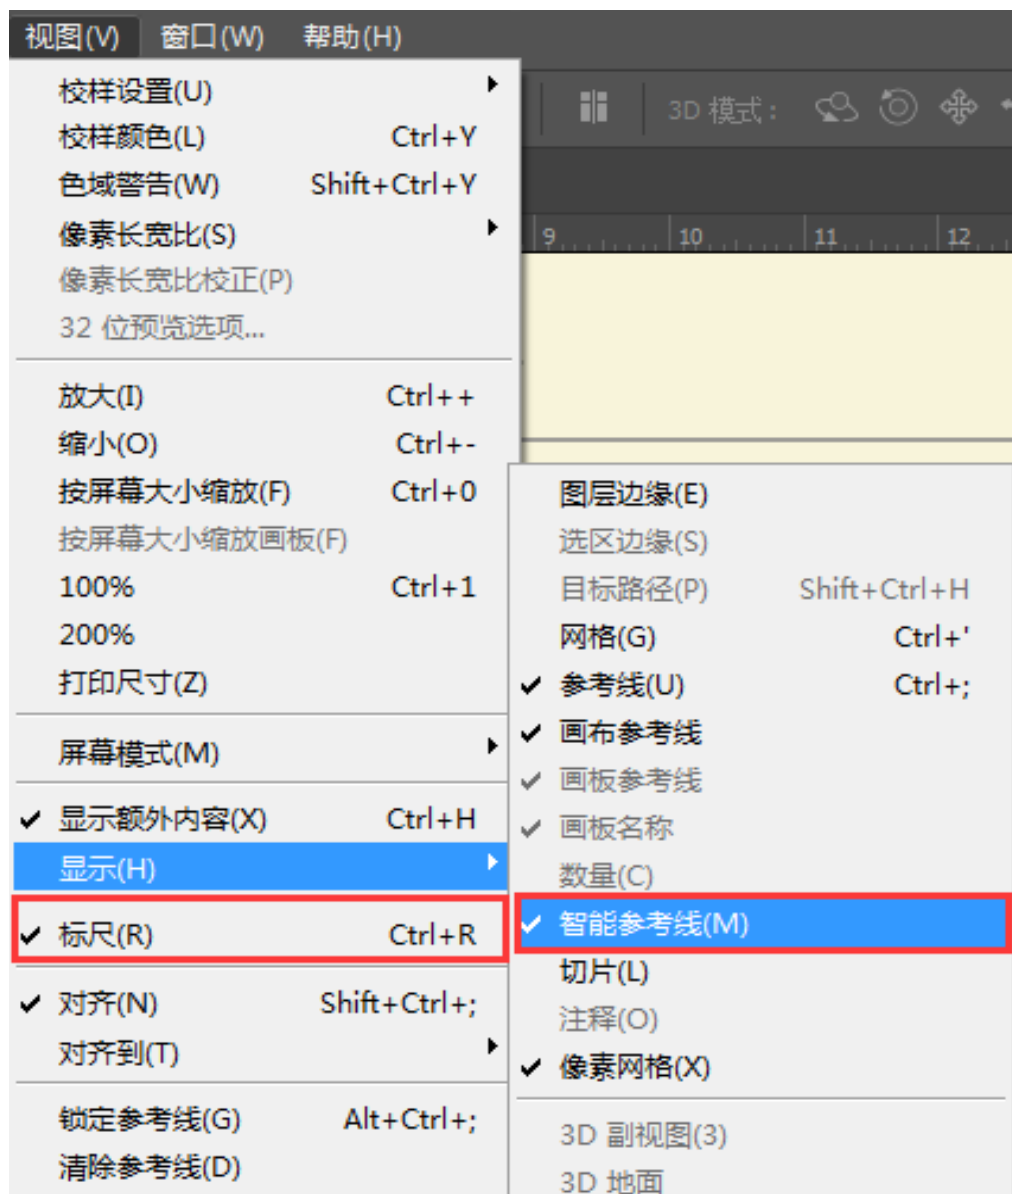 视图(V) 窗口(W) 帮助(H)
3D 模式：
9 10 11 12
校样设置(U)
校样颜色(L) Ctrl+Y
色域警告(W) Shift+Ctrl+Y
像素长宽比(S)
像素长宽比校正(P)
32 位预览选项...
放大(I) Ctrl++
缩小(O) Ctrl+-
按屏幕大小缩放(F) Ctrl+0
按屏幕大小缩放画板(F)
100% Ctrl+1
200%
打印尺寸(Z)
屏幕模式(M)
显示额外内容(X) Ctrl+H
显示(H)
标尺(R) Ctrl+R
对齐(N) Shift+Ctrl+;
对齐到(T)
锁定参考线(G) Alt+Ctrl+;
清除参考线(D)
图层边缘(E)
选区边缘(S)
目标路径(P) Shift+Ctrl+H
网格(G) Ctrl+'
参考线(U) Ctrl+;
画布参考线
画板参考线
画板名称
数量(C)
智能参考线(M)
切片(L)
注释(O)
像素网格(X)
3D 副视图(3)
3D 地面